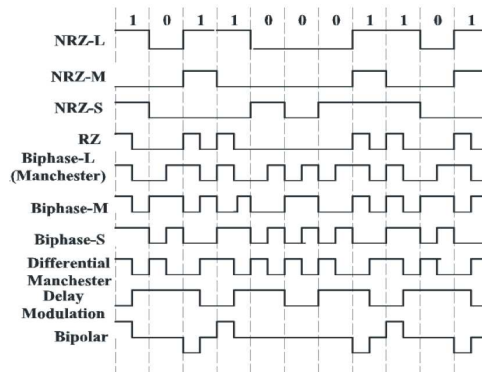 1 0 1 1 0 0 0 1 1 0 1
NRZ-L
NRZ-M
NRZ-S
RZ
Biphase-L
(Manchester)
Biphase-M
Biphase-S
Differential
Manchester
Delay
Modulation
Bipolar